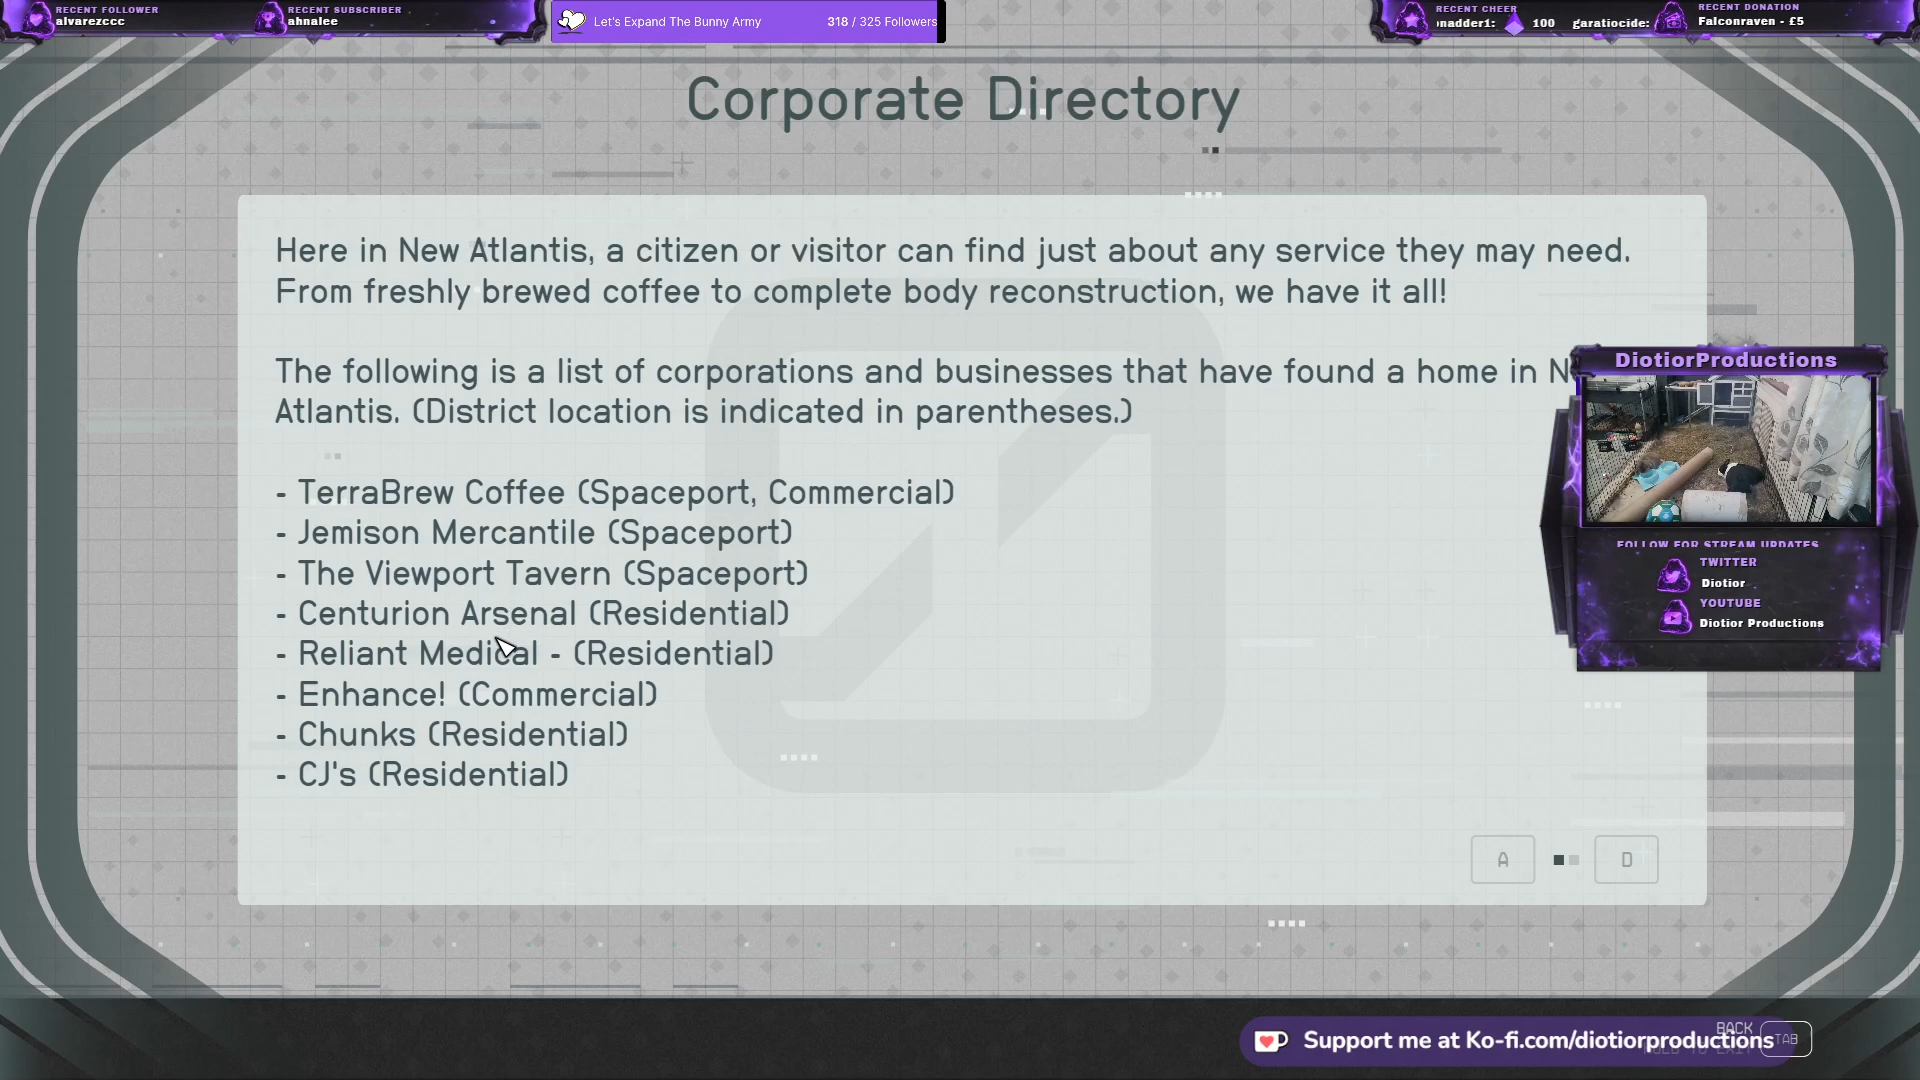 RECENT FOLLOWER
alvarezccc
RECENT SUBSCRIBER
ahnalee
Let's Expand The Bunny Army
318 / 325 Followers
RECENT CHEER
100
garatiocide:
RECENT DONATION
Falconraven - £5
Corporate Directory
Here in New Atlantis, a citizen or visitor can find just about any service they may need.
From freshly brewed coffee to complete body reconstruction, we have it all!
The following is a list of corporations and businesses that have found a home in
Atlantis. (District location is indicated in parentheses.)
- TerraBrew Coffee (Spaceport, Commercial)
- Jemison Mercantile (Spaceport)
- The Viewport Tavern (Spaceport)
- Centurion Arsenal (Residential)
- Reliant Medical - (Residential)
- Enhance! (Commercial)
- Chunks (Residential)
- CJ's (Residential)
DiotiorProductions
FOLLOW FOR STREAM UPDATES
TWITTER
Diotior
YOUTUBE
Diotior Productions
A
D
BACK
TAB
Support me at Ko-fi.com/diotiorproductions